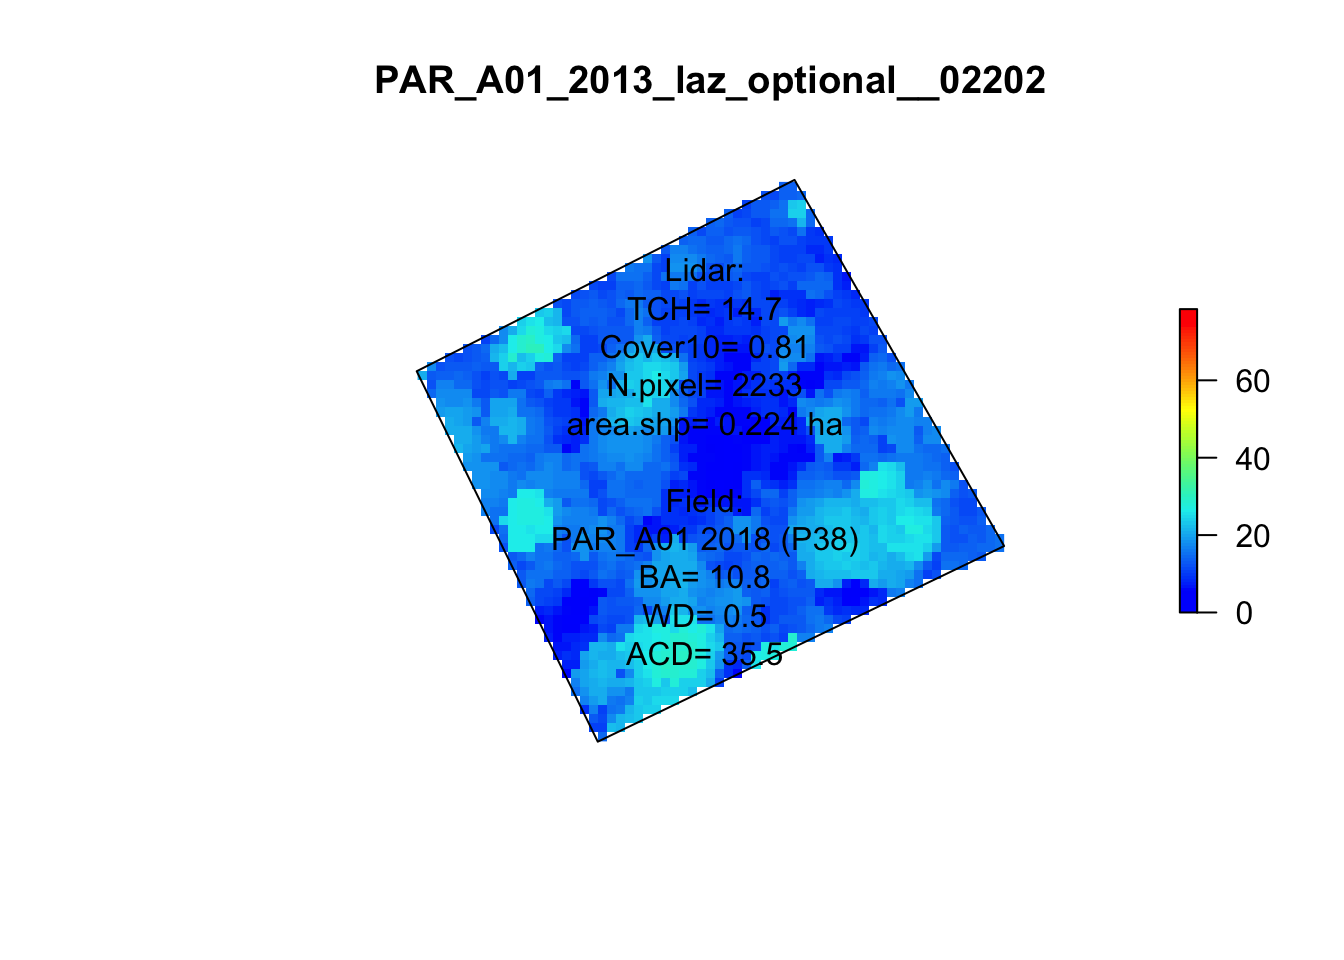 PAR_A01_2013_laz_optional__02202
Lidar:
TCH= 14.7
Cover10= 0.81
N.pixel= 2233
area.shp= 0.224 ha
Field:
PAR_A01 2018 (P38)
BA= 10.8
WD= 0.5
ACD= 35.5
60
40
20
0